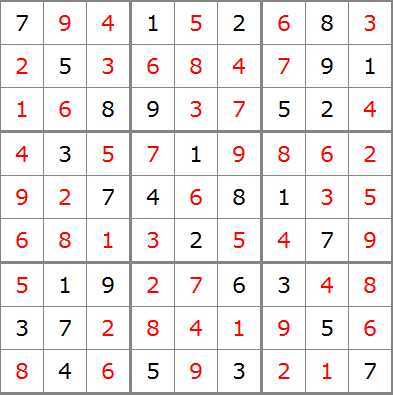 7 9 4 1 5 2 6 8 3
2 5 3 6 8 4 7 9 1
1 6 8 9 3 7 5 2 4
4 3 5 7 1 9 8 6 2
9 2 7 4 6 8 1 3 5
6 8 1 3 2 5 4 7 9
5 1 9 2 7 6 3 4 8
3 7 2 8 4 1 9 5 6
8 4 6 5 9 3 2 1 7